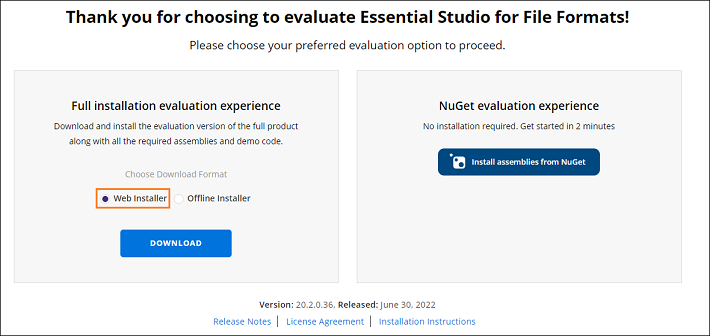 Thank you for choosing to evaluate Essential Studio for File Formats!
Please choose your preferred evaluation option to proceed.
Full installation evaluation experience
Download and install the evaluation version of the full product
along with all the required assemblies and demo code.
Choose Download Format
Web Installer
Offline Installer
DOWNLOAD
NuGet evaluation experience
No installation required. Get started in 2 minutes
Install assemblies from NuGet
Version: 20.2.0.36, Released: June 30, 2022
Release Notes | License Agreement | Installation Instructions